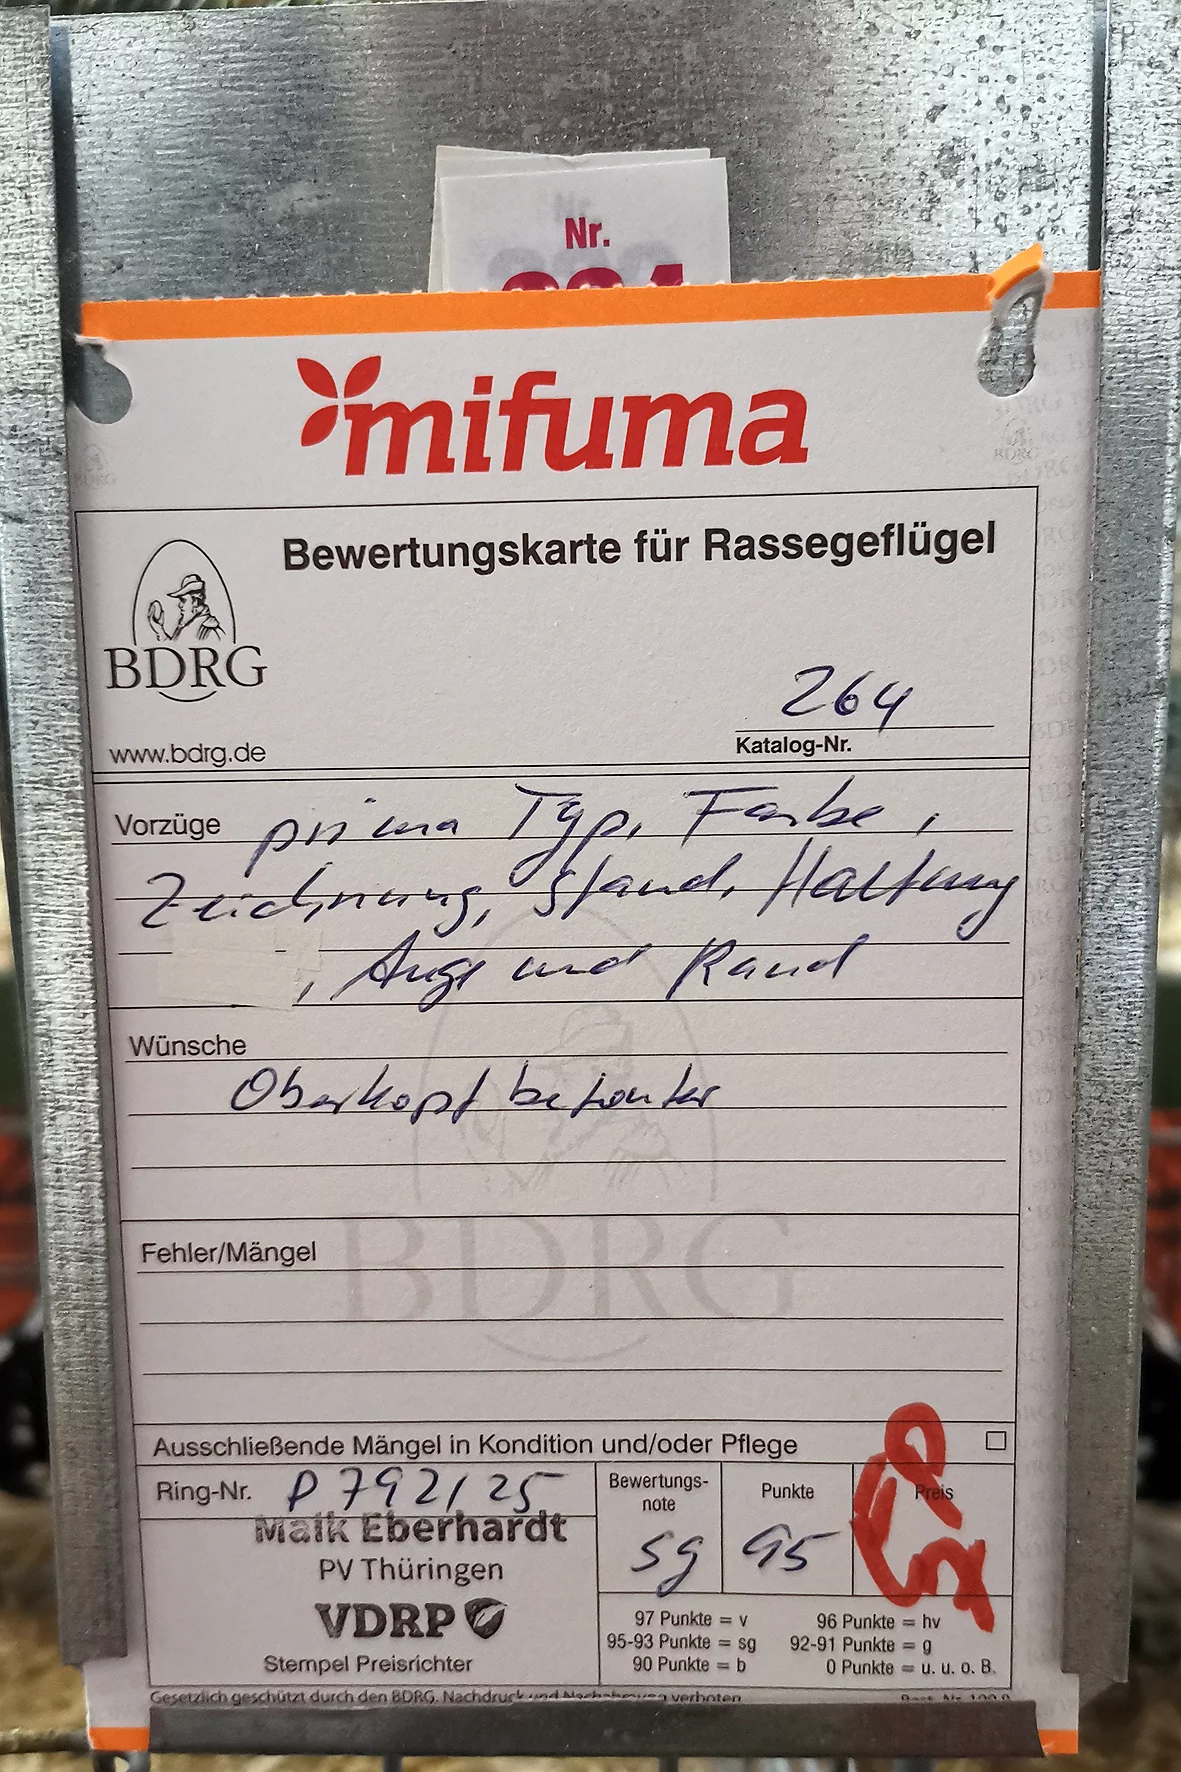 Nr.
mifuma
Bewertungskarte für Rassegeflügel
BDRG
www.bdrg.de
264
Katalog-Nr.
Vorzüge prima Typ, Farbe,
Zeichnung, Stand, Haltung
, Auge und Rand
Wünsche
Oberkopf betonter
BDRG
Fehler/Mängel
Ausschließende Mängel in Kondition und/oder Pflege
Ring-Nr. P 792/25
Maik Eberhardt
PV Thüringen
VDRP
Stempel Preisrichter
Bewertungs-
note
sg
Punkte
95
Preis
97 Punkte = v 96 Punkte = hv
95-93 Punkte = sg 92-91 Punkte = g
90 Punkte = b 0 Punkte = u. u. o. B.
Gesetzlich geschützt durch den BDRG. Nachdruck und Nachahmung verboten